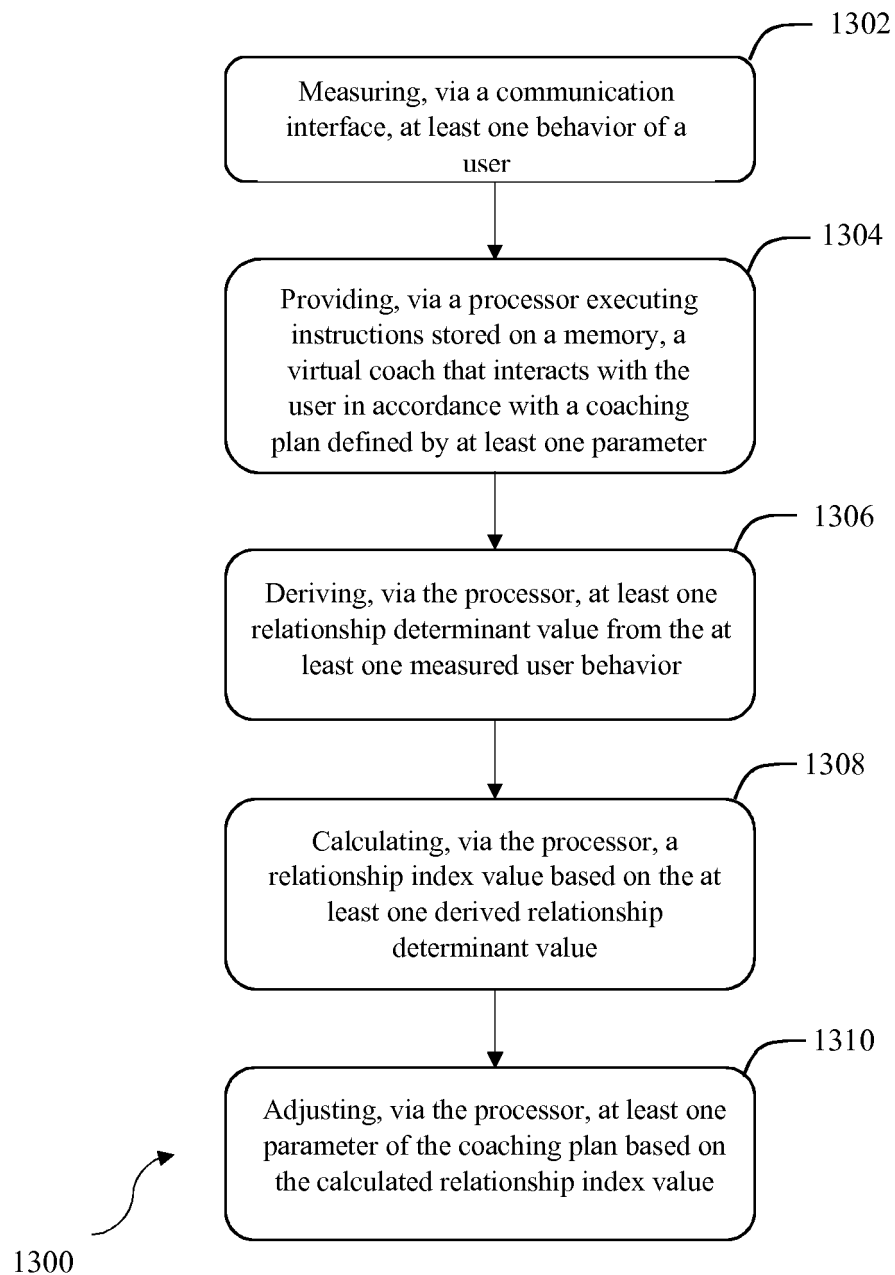 1302
Measuring, via a communication
interface, at least one behavior of a
user
1304
Providing, via a processor executing
instructions stored on a memory, a
virtual coach that interacts with the
user in accordance with a coaching
plan defined by at least one parameter
1306
Deriving, via the processor, at least one
relationship determinant value from the at
least one measured user behavior
1308
Calculating, via the processor, a
relationship index value based on the at
least one derived relationship
determinant value
1310
Adjusting, via the processor, at least one
parameter of the coaching plan based on
the calculated relationship index value
1300